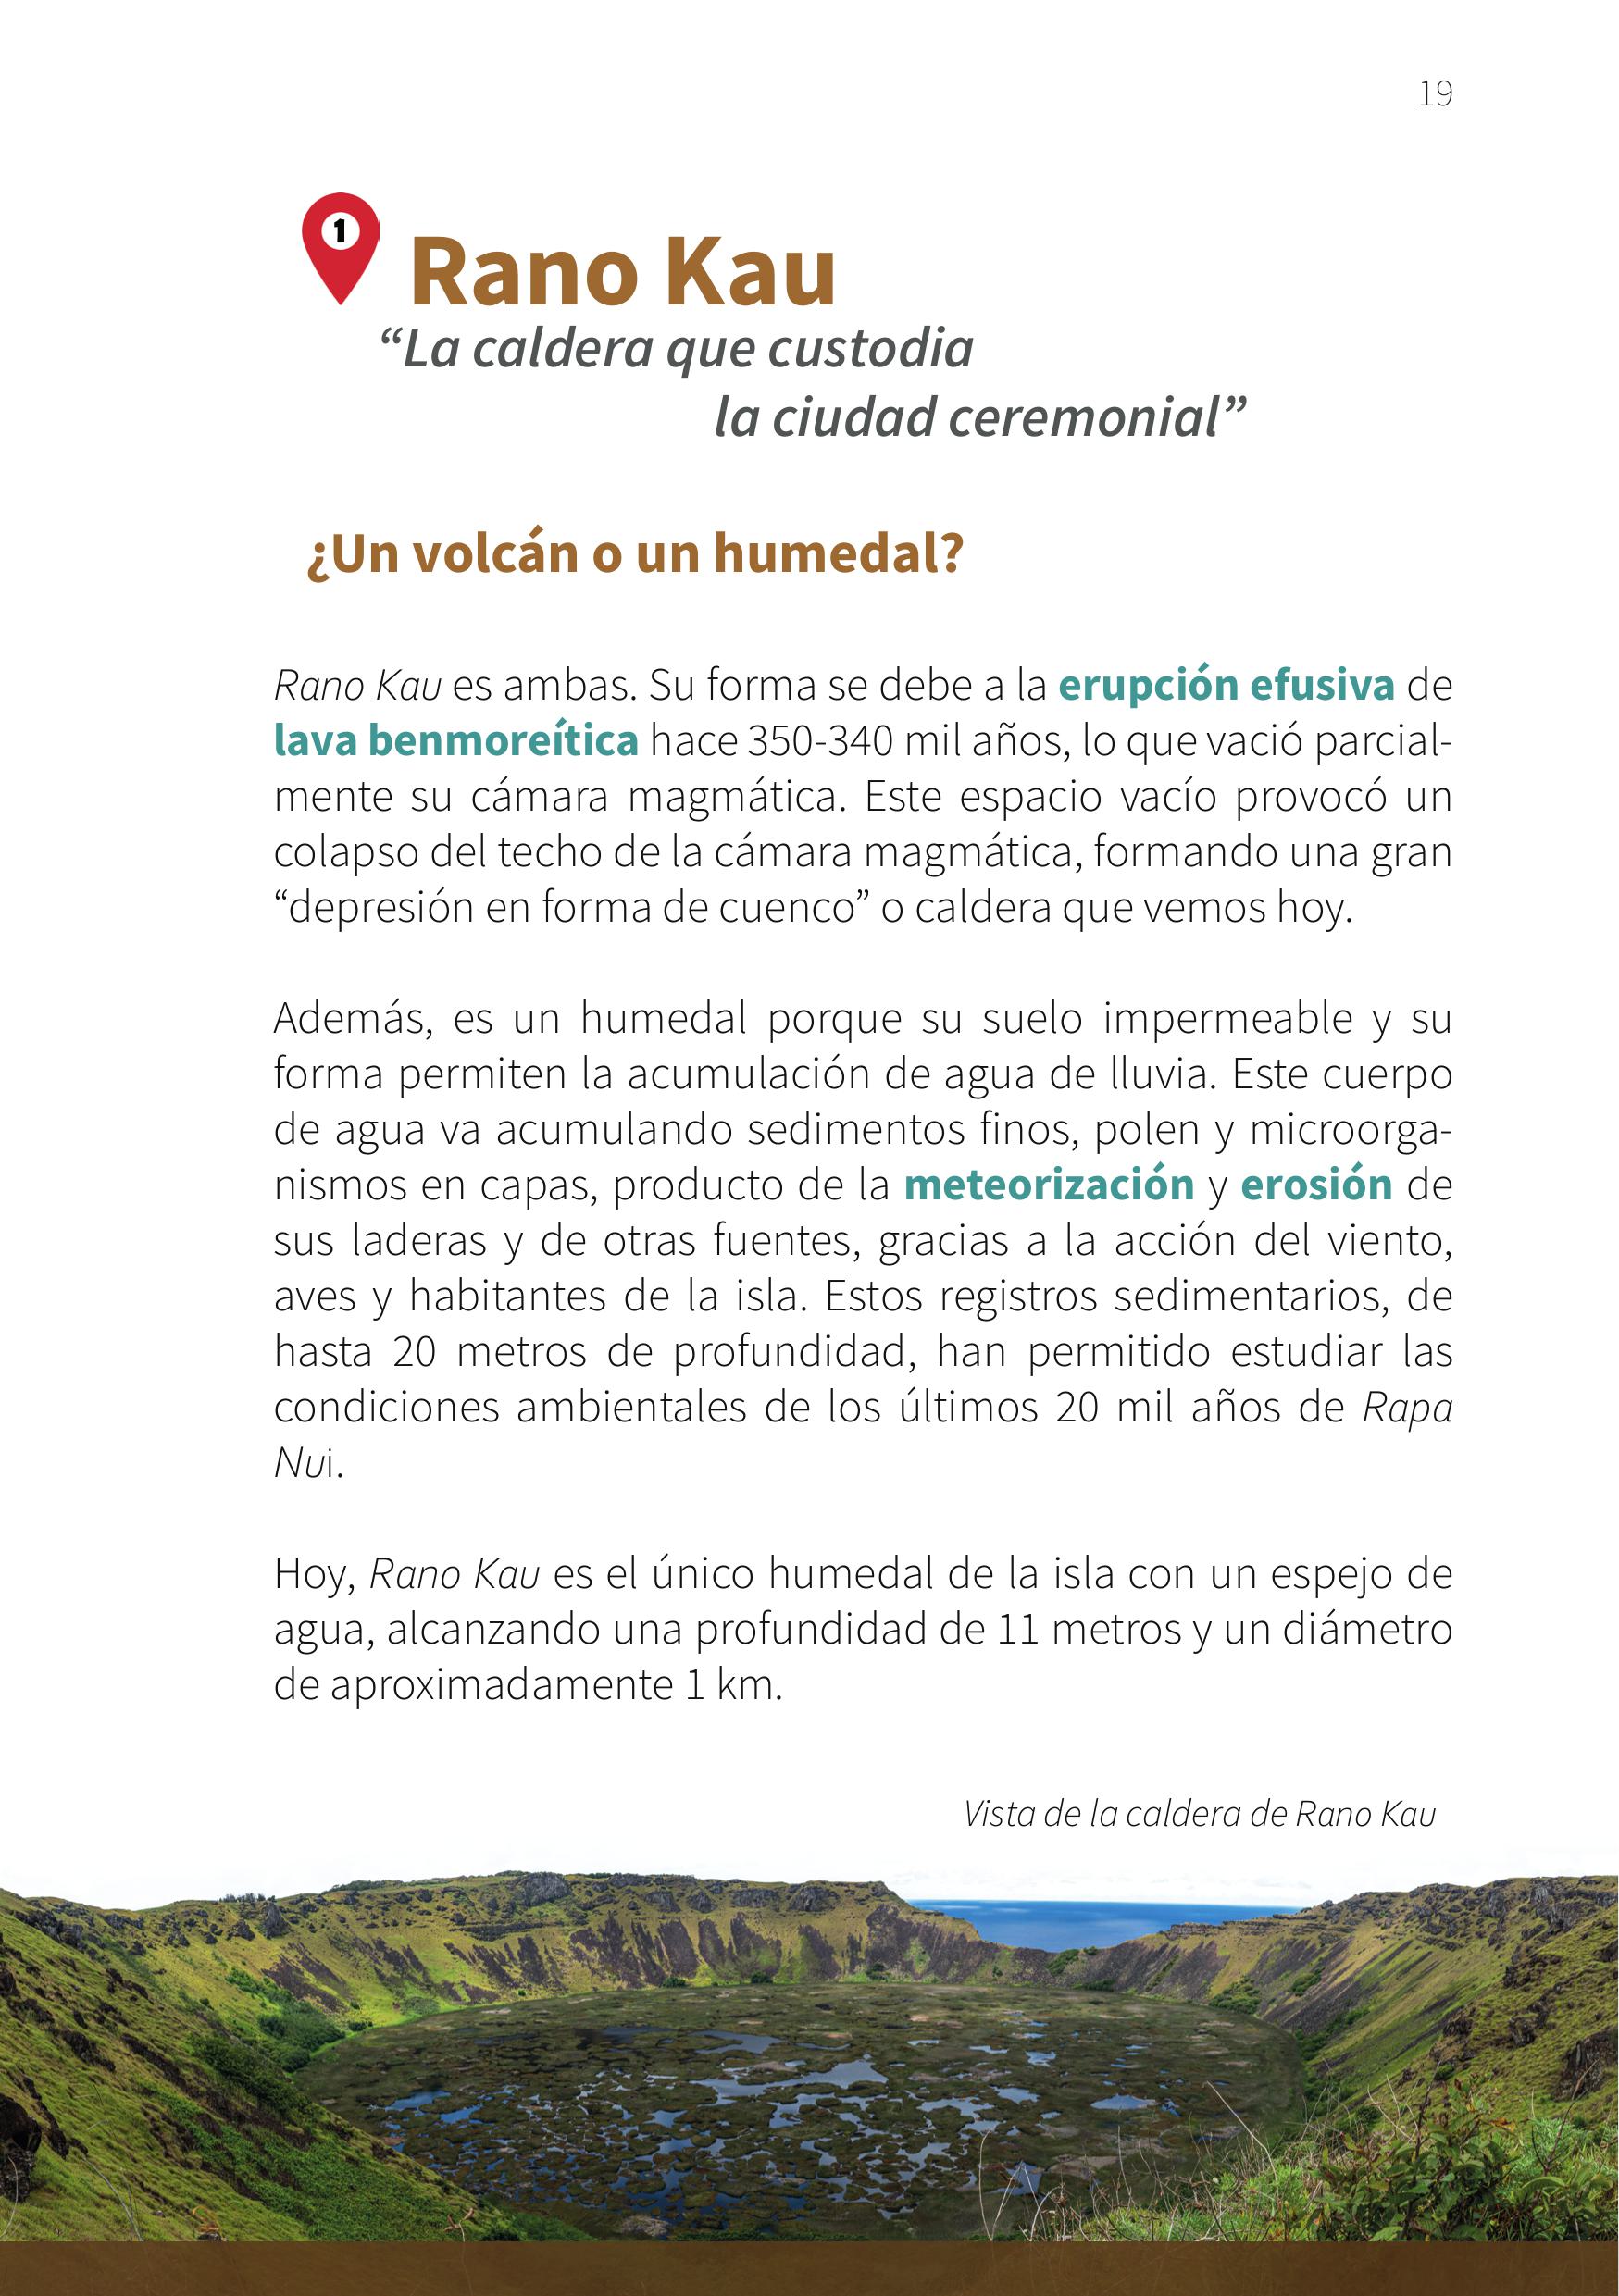 19
1
Rano Kau
“La caldera que custodia
la ciudad ceremonial”
¿Un volcán o un humedal?
Rano Kau es ambas. Su forma se debe a la erupción efusiva de
lava benmoreítica hace 350-340 mil años, lo que vació parcial-
mente su cámara magmática. Este espacio vacío provocó un
colapso del techo de la cámara magmática, formando una gran
“depresión en forma de cuenco” o caldera que vemos hoy.
Además, es un humedal porque su suelo impermeable y su
forma permiten la acumulación de agua de lluvia. Este cuerpo
de agua va acumulando sedimentos finos, polen y microorga-
nismos en capas, producto de la meteorización y erosión de
sus laderas y de otras fuentes, gracias a la acción del viento,
aves y habitantes de la isla. Estos registros sedimentarios, de
hasta 20 metros de profundidad, han permitido estudiar las
condiciones ambientales de los últimos 20 mil años de Rapa
Nui.
Hoy, Rano Kau es el único humedal de la isla con un espejo de
agua, alcanzando una profundidad de 11 metros y un diámetro
de aproximadamente 1 km.
Vista de la caldera de Rano Kau